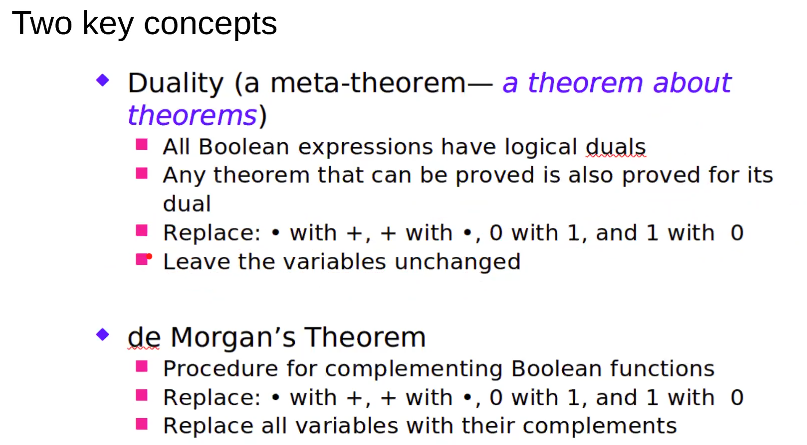 Two key concepts
Duality (a meta-theorem— a theorem about
theorems)
All Boolean expressions have logical duals
Any theorem that can be proved is also proved for its
dual
Replace: • with +, + with •, 0 with 1, and 1 with  0
Leave the variables unchanged
de Morgan’s Theorem
Procedure for complementing Boolean functions
Replace: • with +, + with •, 0 with 1, and 1 with  0
Replace all variables with their complements